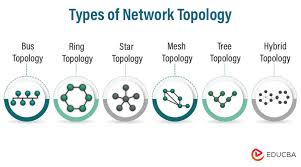 Types of Network Topology
Bus Topology
Ring Topology
Star Topology
Mesh Topology
Tree Topology
Hybrid Topology
EDUCBA